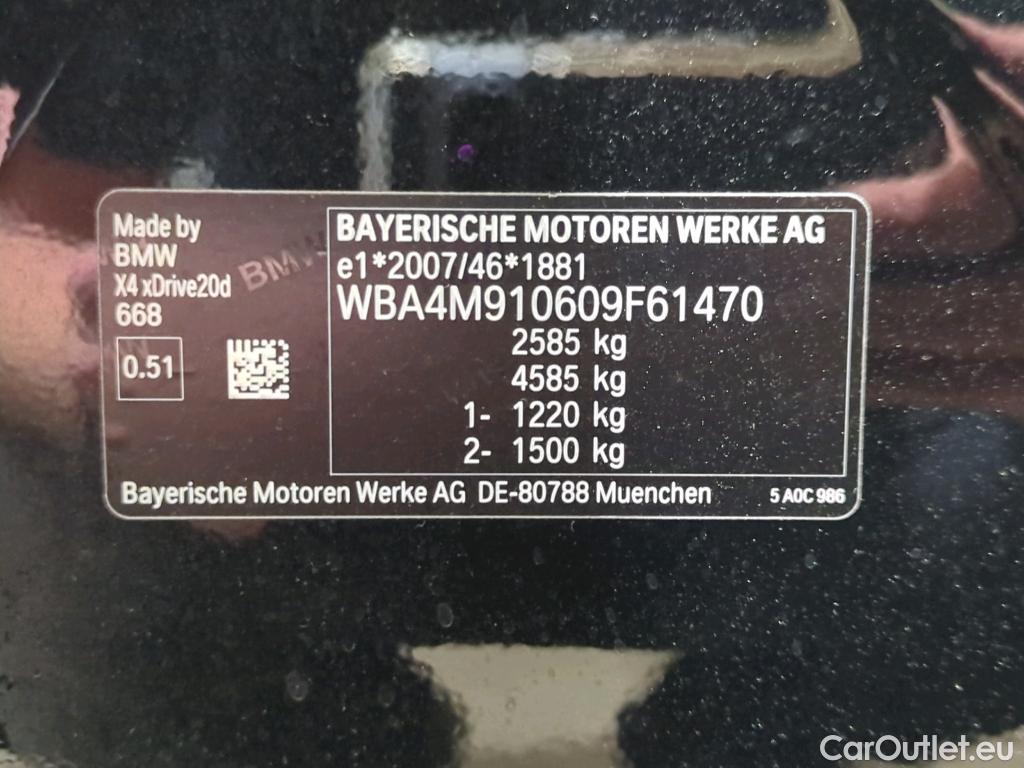 Made by
BMW
X4 xDrive20d
668
0.51
BMW
BAYERISCHE MOTOREN WERKE AG
e1*2007/46*1881
WBA4M910609F61470
2585 kg
4585 kg
1- 1220 kg
2- 1500 kg
Bayerische Motoren Werke AG DE-80788 Muenchen
5 A0C 986
CarOutlet.eu